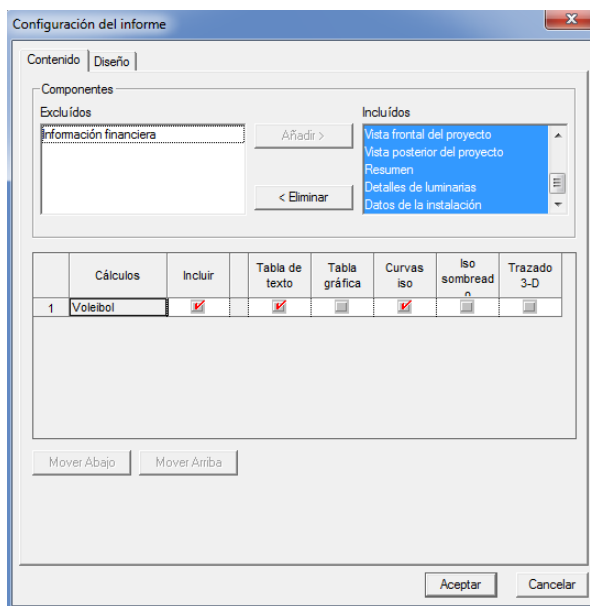 Configuración del informe
Contenido
Diseño
Componentes
Excluídos
Información financiera
Añadir >
< Eliminar
Incluídos
Vista frontal del proyecto
Vista posterior del proyecto
Resumen
Detalles de luminarias
Datos de la instalación
Cálculos
Incluir
Tabla de
texto
Tabla
gráfica
Curvas
iso
Iso
sombread
Trazado
3-D
1
Voleibol
Mover Abajo
Mover Arriba
Aceptar
Cancelar